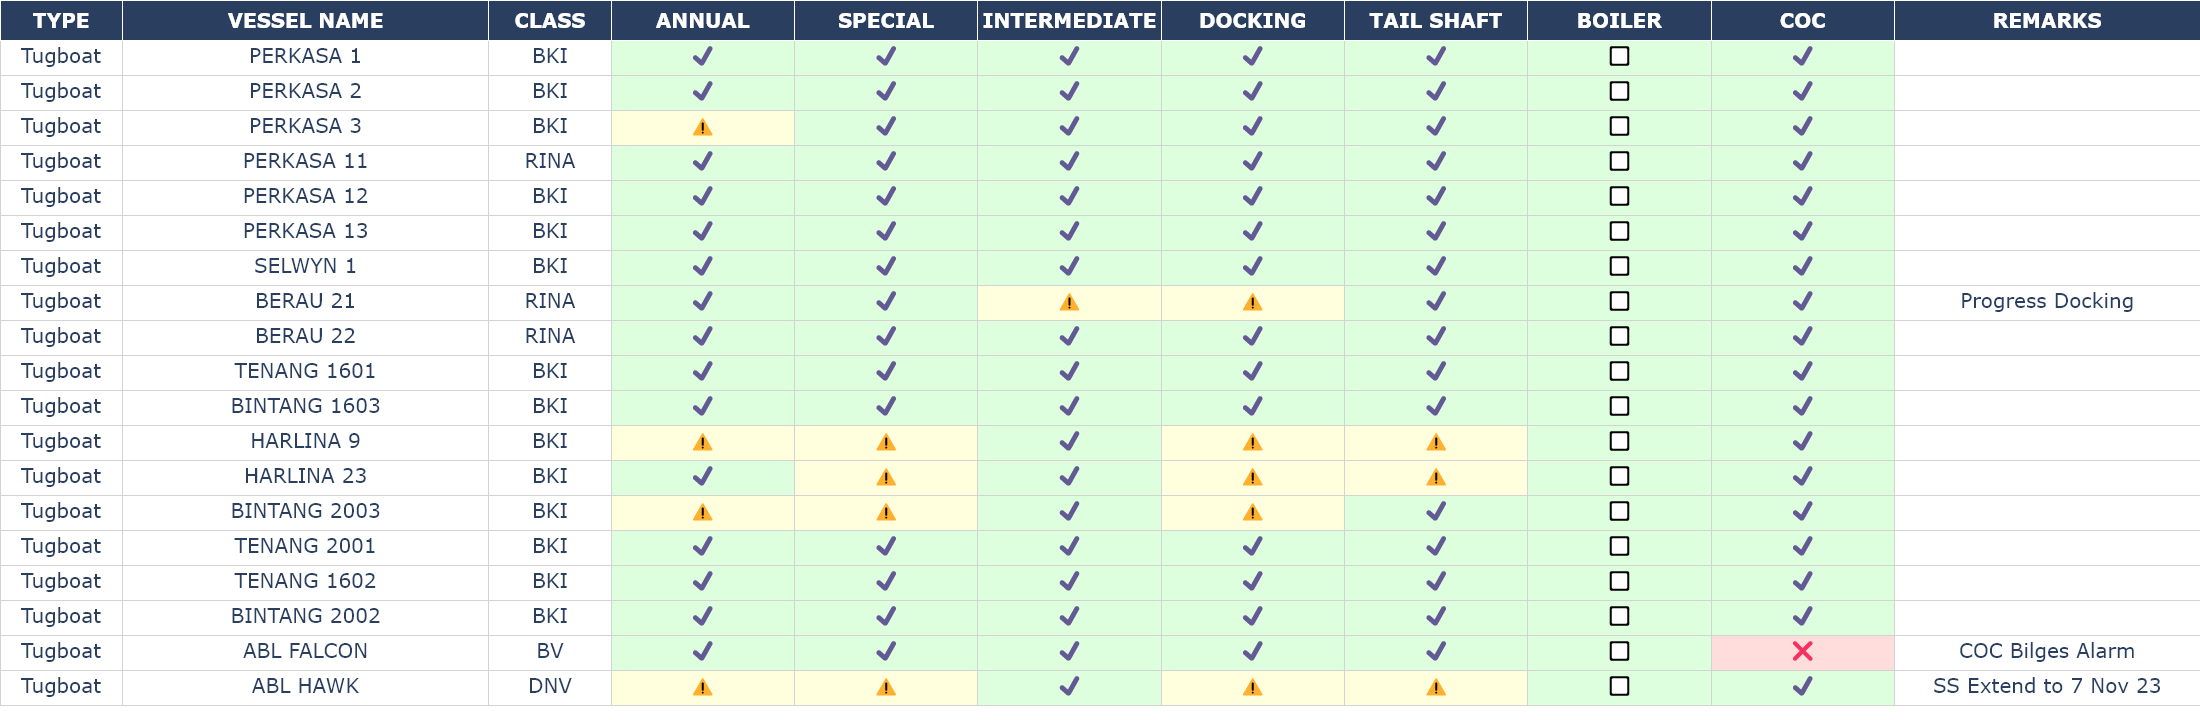 TYPE VESSEL NAME CLASS ANNUAL SPECIAL INTERMEDIATE DOCKING TAIL SHAFT BOILER COC REMARKS
Tugboat PERKASA 1 BKI ✔ ✔ ✔ ✔ ✔ ☐ ✔
Tugboat PERKASA 2 BKI ✔ ✔ ✔ ✔ ✔ ☐ ✔
Tugboat PERKASA 3 BKI ⚠ ✔ ✔ ✔ ✔ ☐ ✔
Tugboat PERKASA 11 RINA ✔ ✔ ✔ ✔ ✔ ☐ ✔
Tugboat PERKASA 12 BKI ✔ ✔ ✔ ✔ ✔ ☐ ✔
Tugboat PERKASA 13 BKI ✔ ✔ ✔ ✔ ✔ ☐ ✔
Tugboat SELWYN 1 BKI ✔ ✔ ✔ ✔ ✔ ☐ ✔
Tugboat BERAU 21 RINA ✔ ✔ ⚠ ⚠ ✔ ☐ ✔ Progress Docking
Tugboat BERAU 22 RINA ✔ ✔ ✔ ✔ ✔ ☐ ✔
Tugboat TENANG 1601 BKI ✔ ✔ ✔ ✔ ✔ ☐ ✔
Tugboat BINTANG 1603 BKI ✔ ✔ ✔ ✔ ✔ ☐ ✔
Tugboat HARLINA 9 BKI ⚠ ⚠ ✔ ⚠ ⚠ ☐ ✔
Tugboat HARLINA 23 BKI ✔ ⚠ ✔ ⚠ ⚠ ☐ ✔
Tugboat BINTANG 2003 BKI ⚠ ⚠ ✔ ⚠ ✔ ☐ ✔
Tugboat TENANG 2001 BKI ✔ ✔ ✔ ✔ ✔ ☐ ✔
Tugboat TENANG 1602 BKI ✔ ✔ ✔ ✔ ✔ ☐ ✔
Tugboat BINTANG 2002 BKI ✔ ✔ ✔ ✔ ✔ ☐ ✔
Tugboat ABL FALCON BV ✔ ✔ ✔ ✔ ✔ ☐ ❌ COC Bilges Alarm
Tugboat ABL HAWK DNV ⚠ ⚠ ✔ ⚠ ⚠ ☐ ✔ SS Extend to 7 Nov 23